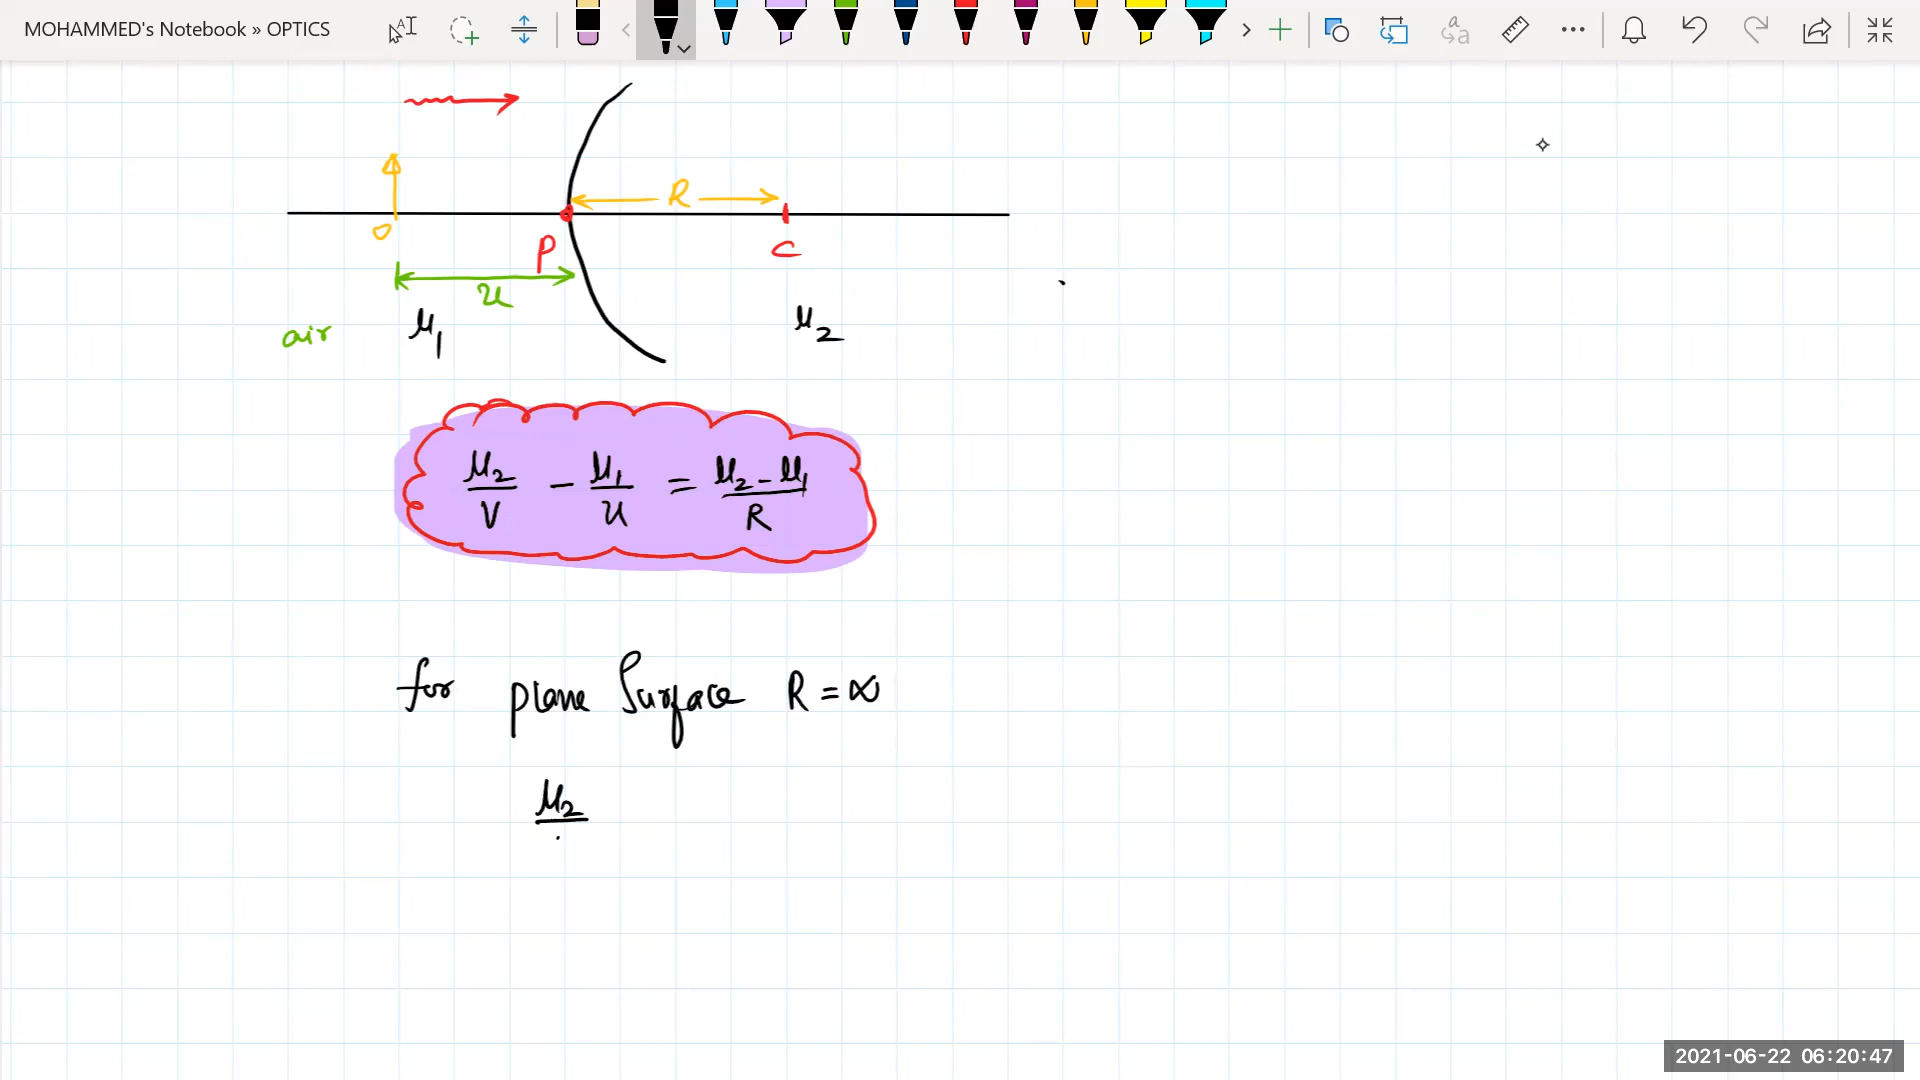 MOHAMMED's Notebook » OPTICS
R
O
P
C
u
air
μ1
μ2
μ2/V - μ1/u = μ2 - μ1/R
for plane Surface R = ∞
μ2
2021-06-22 06:20:47